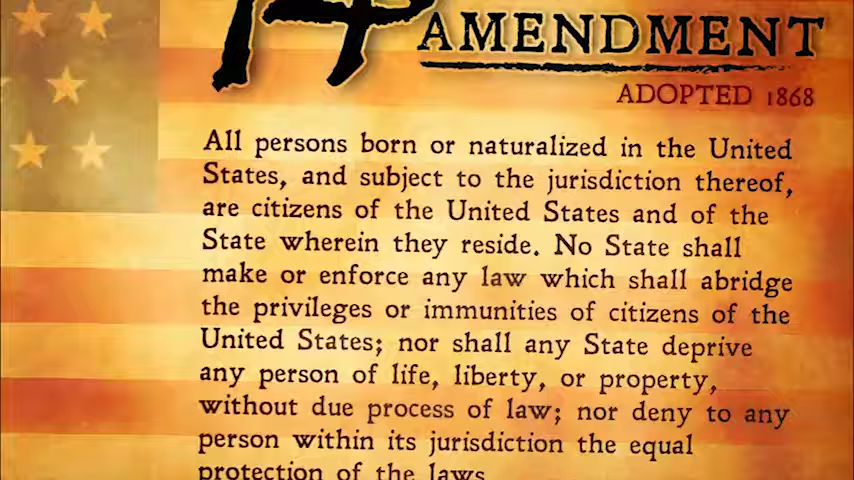 14 AMENDMENT
ADOPTED 1868
All persons born or naturalized in the United
States, and subject to the jurisdiction thereof,
are citizens of the United States and of the
State wherein they reside. No State shall
make or enforce any law which shall abridge
the privileges or immunities of citizens of the
United States; nor shall any State deprive
any person of life, liberty, or property,
without due process of law; nor deny to any
person within its jurisdiction the equal
protection of the laws